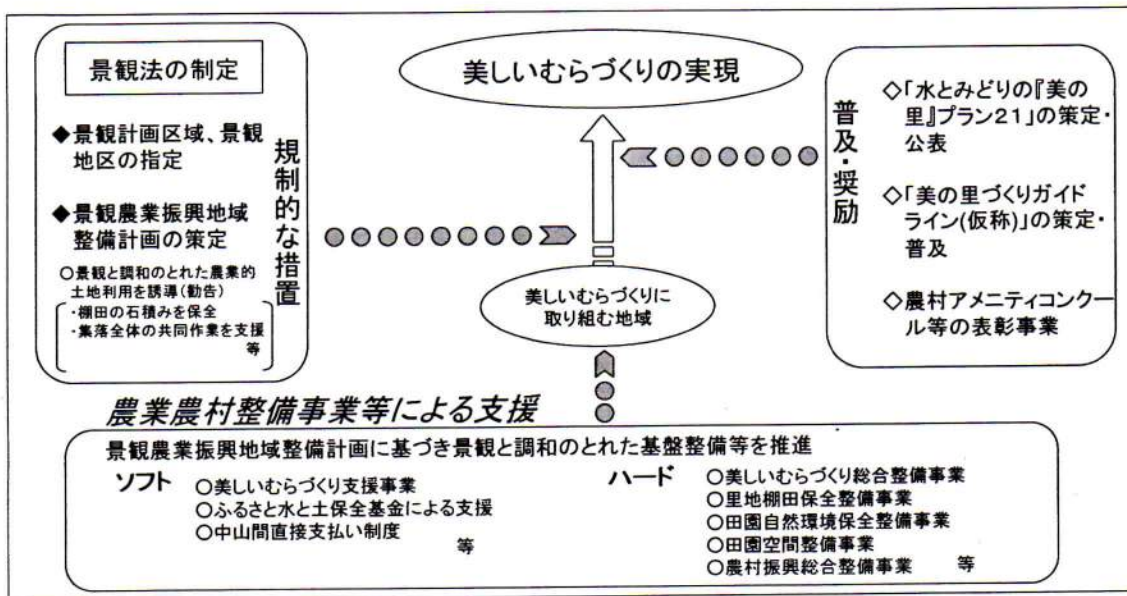 景観法の制定
◆景観計画区域、景観
地区の指定
◆景観農業振興地域
整備計画の策定
○景観と調和のとれた農業的
土地利用を誘導(勧告)
・棚田の石積みを保全
・集落全体の共同作業を支援
等
規制的な措置
美しいむらづくりの実現
美しいむらづくりに
取り組む地域
普及・奨励
◇「水とみどりの『美の
里』プラン21」の策定・
公表
◇「美の里づくりガイド
ライン(仮称)」の策定・
普及
◇農村アメニティコンクー
ル等の表彰事業
農業農村整備事業等による支援
景観農業振興地域整備計画に基づき景観と調和のとれた基盤整備等を推進
ソフト
○美しいむらづくり支援事業
○ふるさと水と土保全基金による支援
○中山間直接支払い制度
等
ハード
○美しいむらづくり総合整備事業
○里地棚田保全整備事業
○田園自然環境保全整備事業
○田園空間整備事業
○農村振興総合整備事業 等